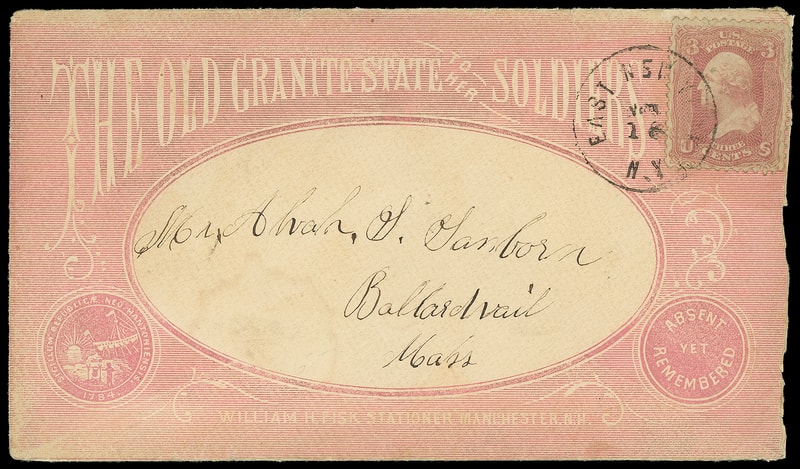 THE OLD GRANITE STATE TO HER SOLDIERS
3 U.S. POSTAGE 3
THREE CENTS
U S
EAST
N.Y.
Mr. Alvah. S. Sanborn
Ballardvail
Mass
SIGILLUM REIPUBLICÆ NEO HANTONIENSIS
1784
ABSENT
YET
REMEMBERED
WILLIAM H. FISK STATIONER MANCHESTER. N.H.